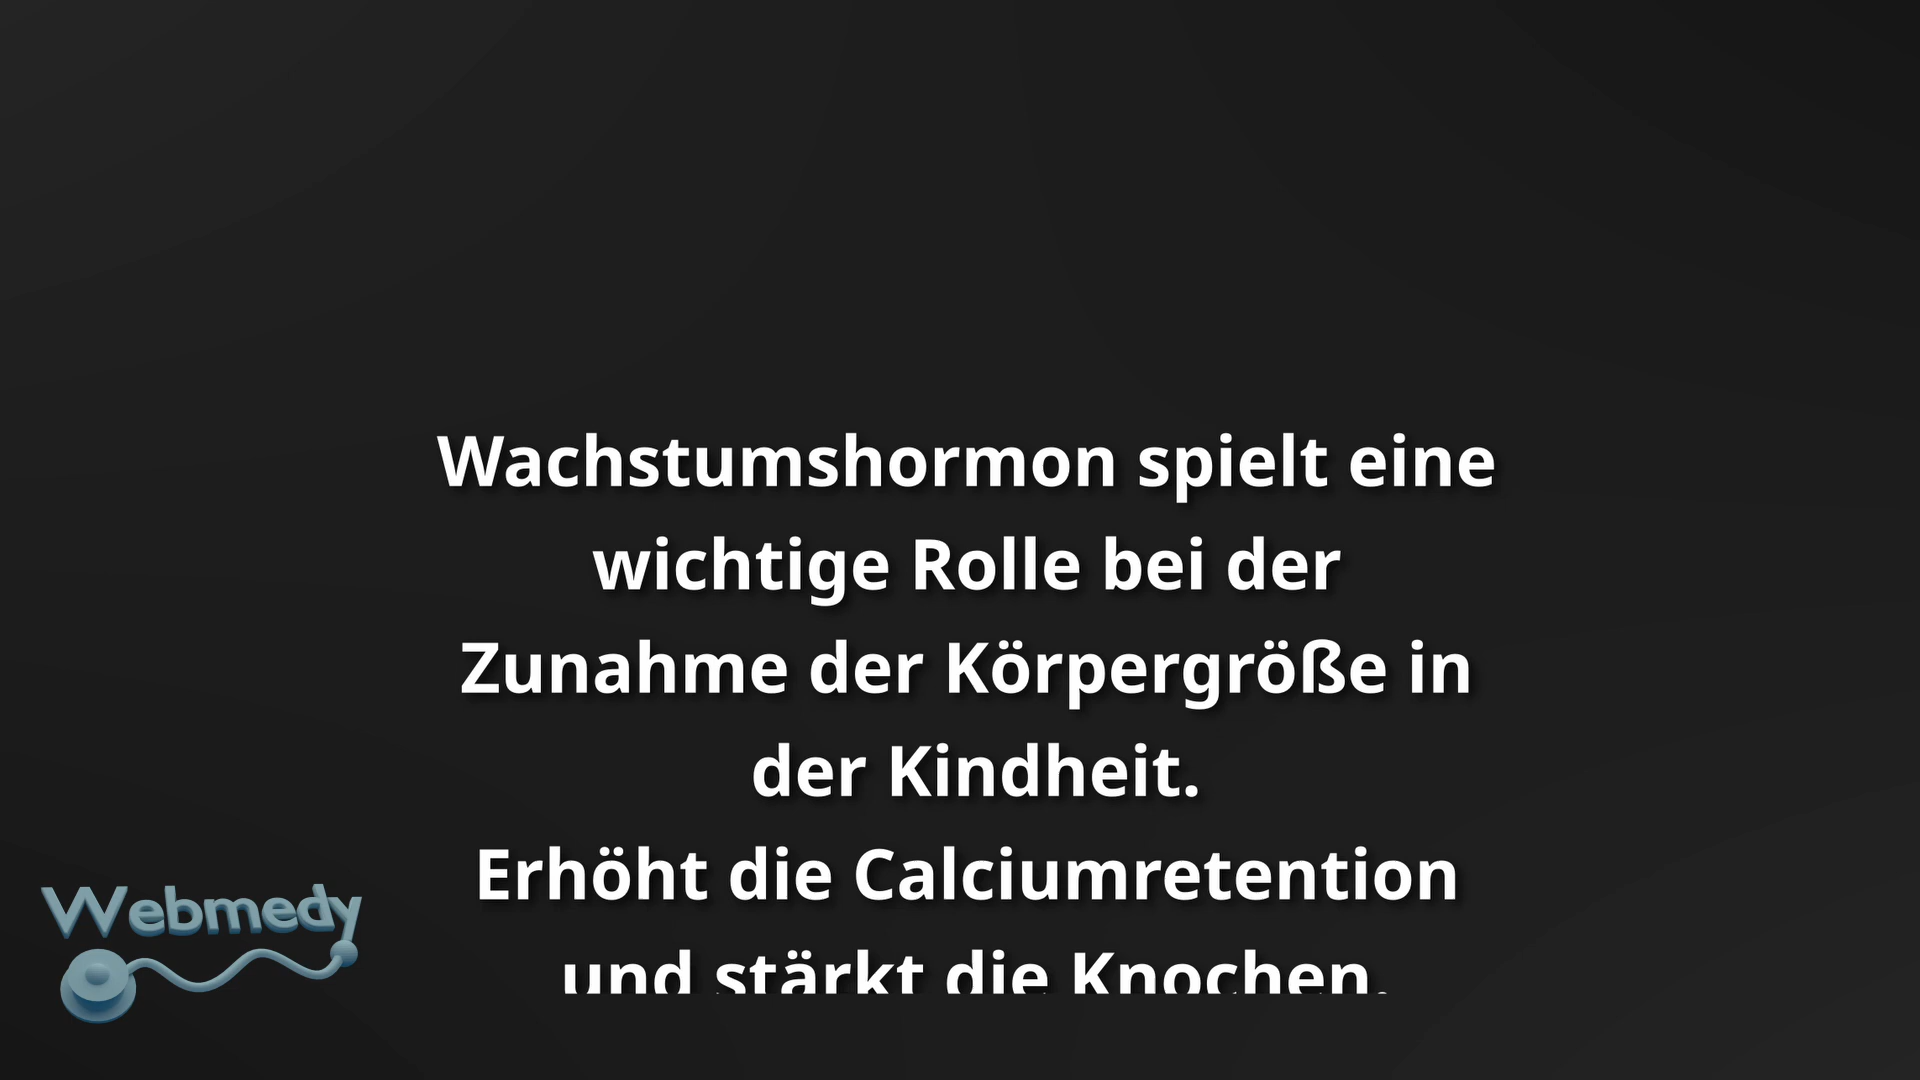 Wachstumshormon spielt eine
wichtige Rolle bei der
Zunahme der Körpergröße in
der Kindheit.
Erhöht die Calciumretention
und stärkt die Knochen.
Webmedy